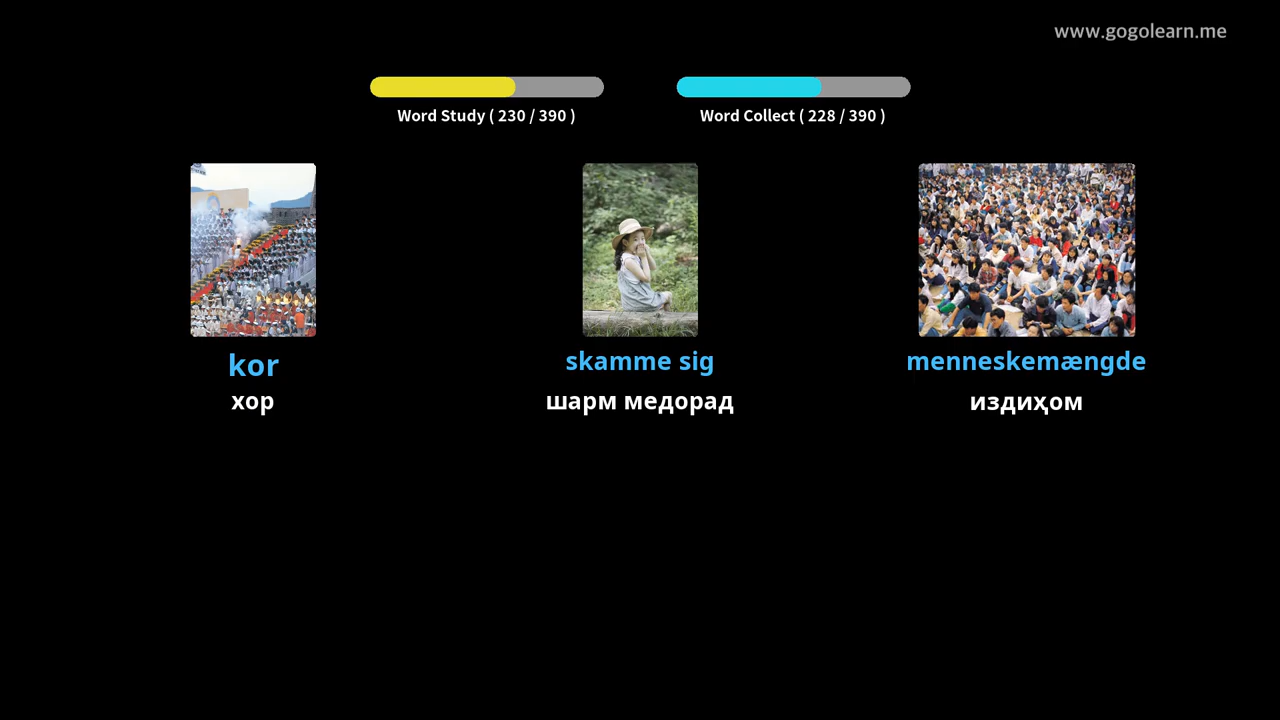 www.gogolearn.me
Word Study ( 230 / 390 )
Word Collect ( 228 / 390 )
kor
хор
skamme sig
шарм медорад
menneskemængde
издиҳом